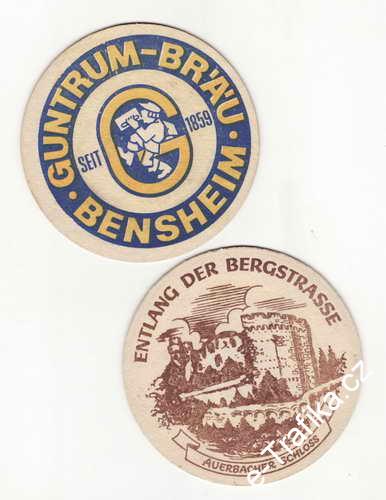 GUNTRUM-BRÄU
SEIT 1859
G
· BENSHEIM ·
ENTLANG DER BERGSTRASSE
AUERBACHER SCHLOSS
e-Trafika.cz